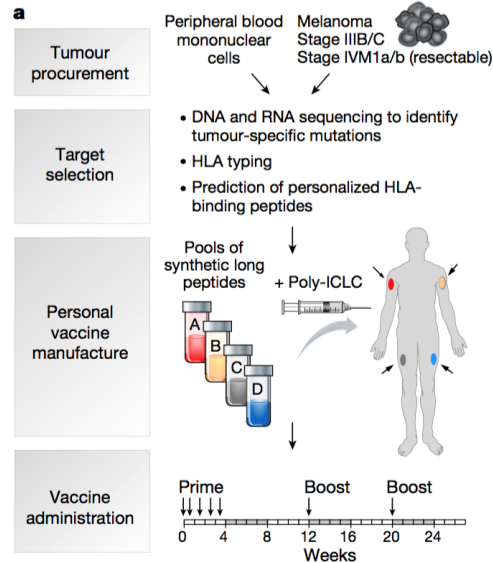 a
Tumour
procurement
Peripheral blood
mononuclear
cells
Melanoma
Stage IIIB/C
Stage IVM1a/b (resectable)
Target
selection
• DNA and RNA sequencing to identify
tumour-specific mutations
• HLA typing
• Prediction of personalized HLA-
binding peptides
Personal
vaccine
manufacture
Pools of
synthetic long
peptides
+ Poly-ICLC
A
B
C
D
Vaccine
administration
Prime
Boost
Boost
0 4 8 12 16 20 24
Weeks